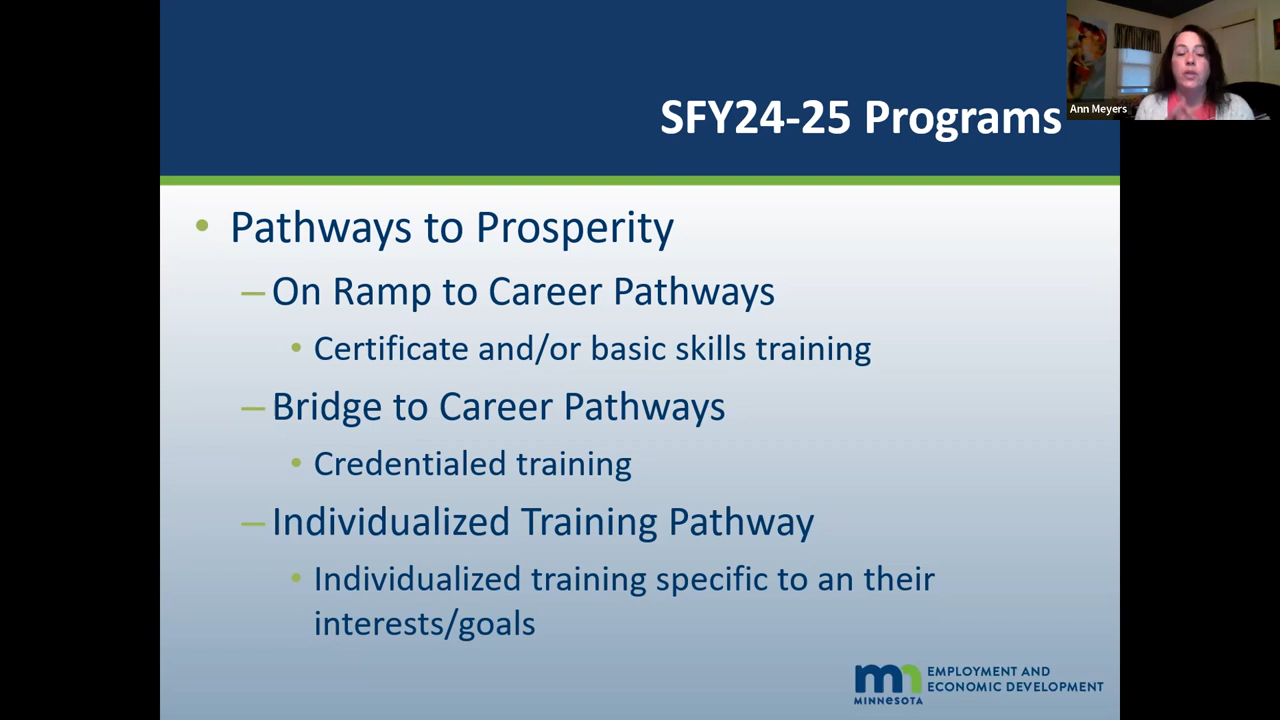 SFY24-25 Programs
Ann Meyers
• Pathways to Prosperity
– On Ramp to Career Pathways
• Certificate and/or basic skills training
– Bridge to Career Pathways
• Credentialed training
– Individualized Training Pathway
• Individualized training specific to an their
interests/goals
mn
MINNESOTA
EMPLOYMENT AND
ECONOMIC DEVELOPMENT